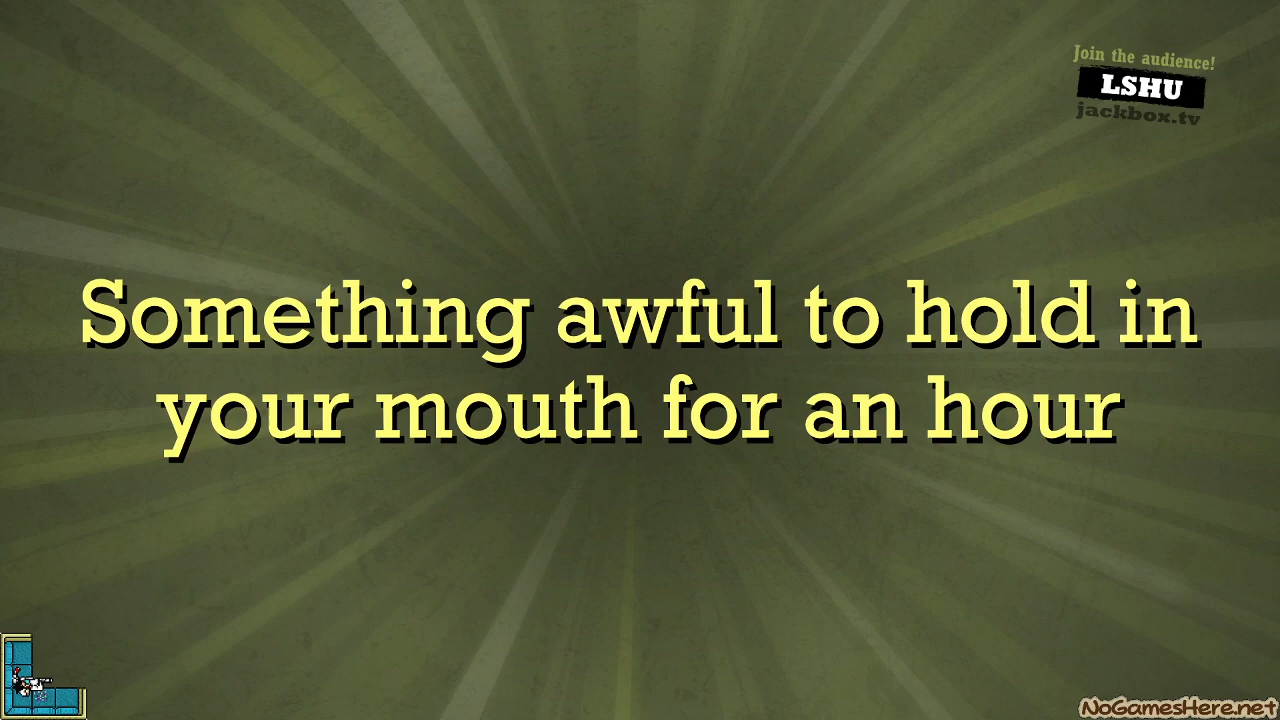 Join the audience!
LSHU
jackbox.tv
Something awful to hold in
your mouth for an hour
NoGamesHere.net